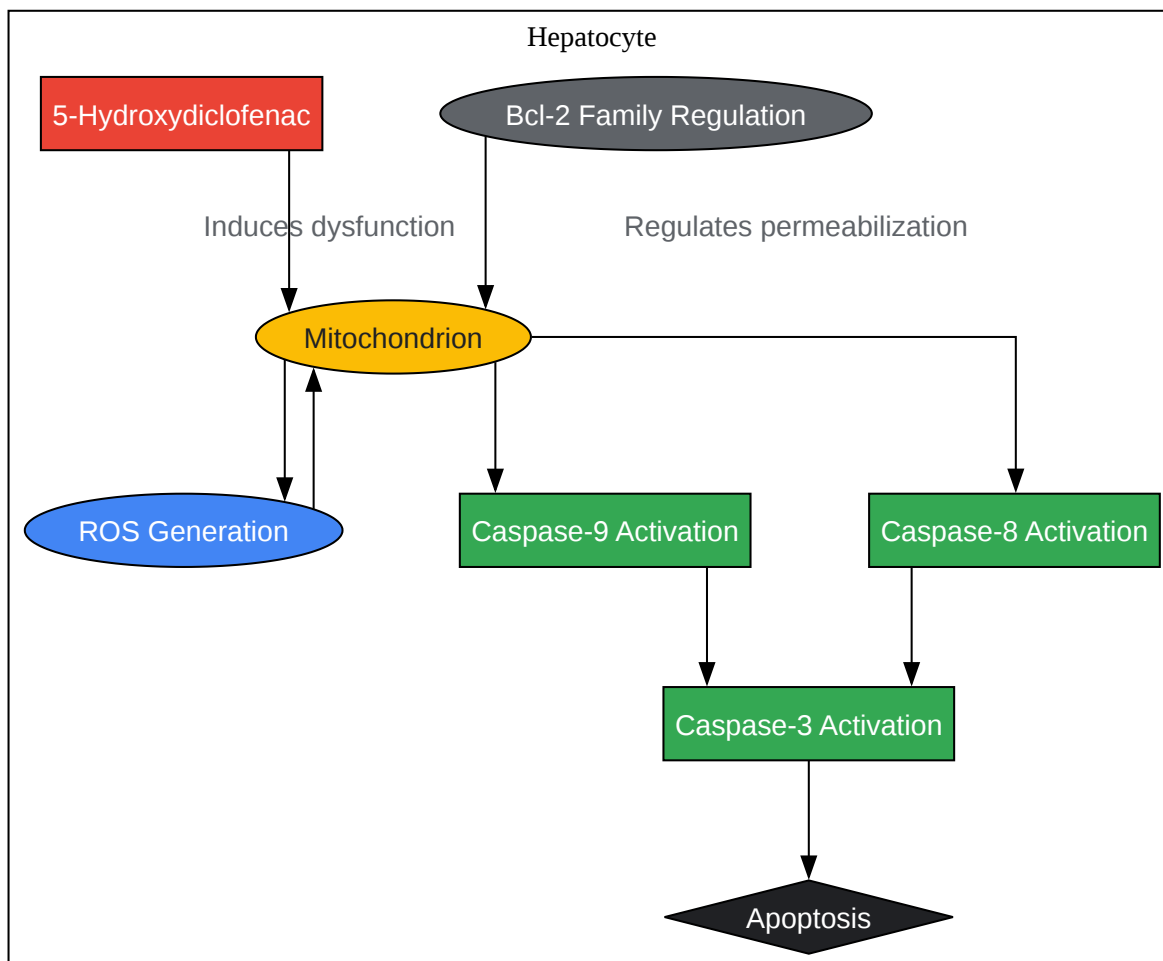 Hepatocyte
5-Hydroxydiclofenac
Bcl-2 Family Regulation
Induces dysfunction
Regulates permeabilization
Mitochondrion
ROS Generation
Caspase-9 Activation
Caspase-8 Activation
Caspase-3 Activation
Apoptosis